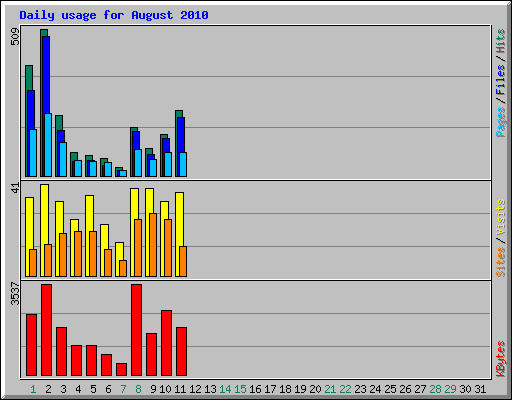 Daily usage for August 2010
509
Pages / Files / Hits
41
Sites / Visits
3537
KBytes
1 2 3 4 5 6 7 8 9 10 11 12 13 14 15 16 17 18 19 20 21 22 23 24 25 26 27 28 29 30 31